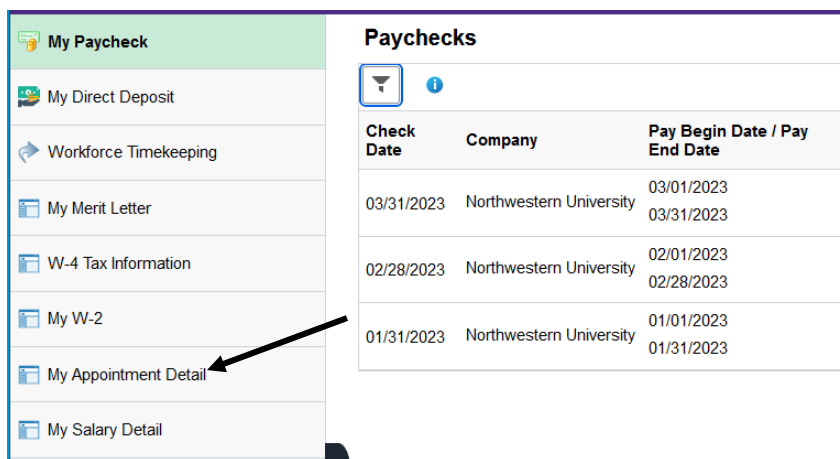 My Paycheck
My Direct Deposit
Workforce Timekeeping
My Merit Letter
W-4 Tax Information
My W-2
My Appointment Detail
My Salary Detail
Paychecks
Check Date
Company
Pay Begin Date / Pay End Date
03/31/2023 Northwestern University 03/01/2023
03/31/2023
02/28/2023 Northwestern University 02/01/2023
02/28/2023
01/31/2023 Northwestern University 01/01/2023
01/31/2023